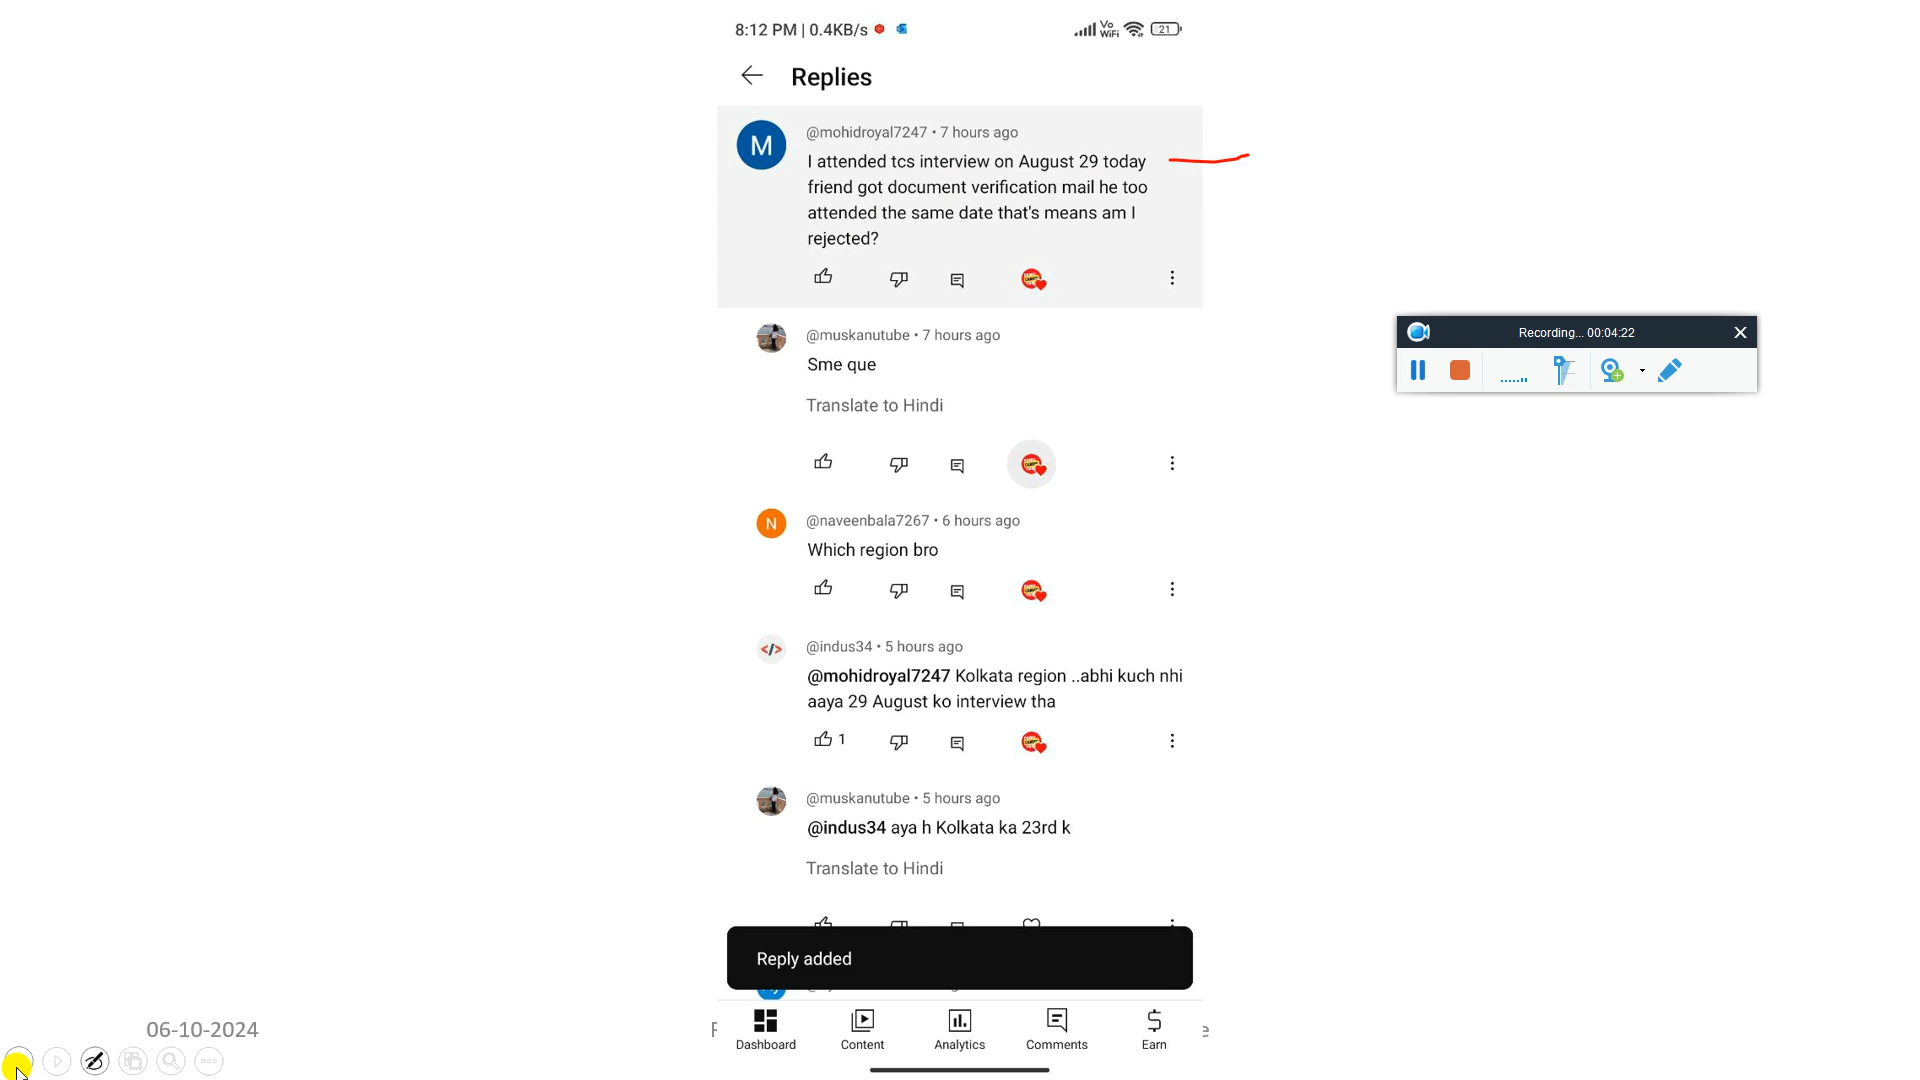 8:12 PM | 0.4KB/s
Vo
WiFi
21
Replies
M
@mohidroyal7247 • 7 hours ago
I attended tcs interview on August 29 today
friend got document verification mail he too
attended the same date that's means am I
rejected?
@muskanutube • 7 hours ago
Sme que
Translate to Hindi
N
@naveenbala7267 • 6 hours ago
Which region bro
</>
@indus34 • 5 hours ago
@mohidroyal7247 Kolkata region ..abhi kuch nhi
aaya 29 August ko interview tha
1
@muskanutube • 5 hours ago
@indus34 aya h Kolkata ka 23rd k
Translate to Hindi
Reply added
Dashboard
Content
Analytics
Comments
Earn
06-10-2024
Recording... 00:04:22